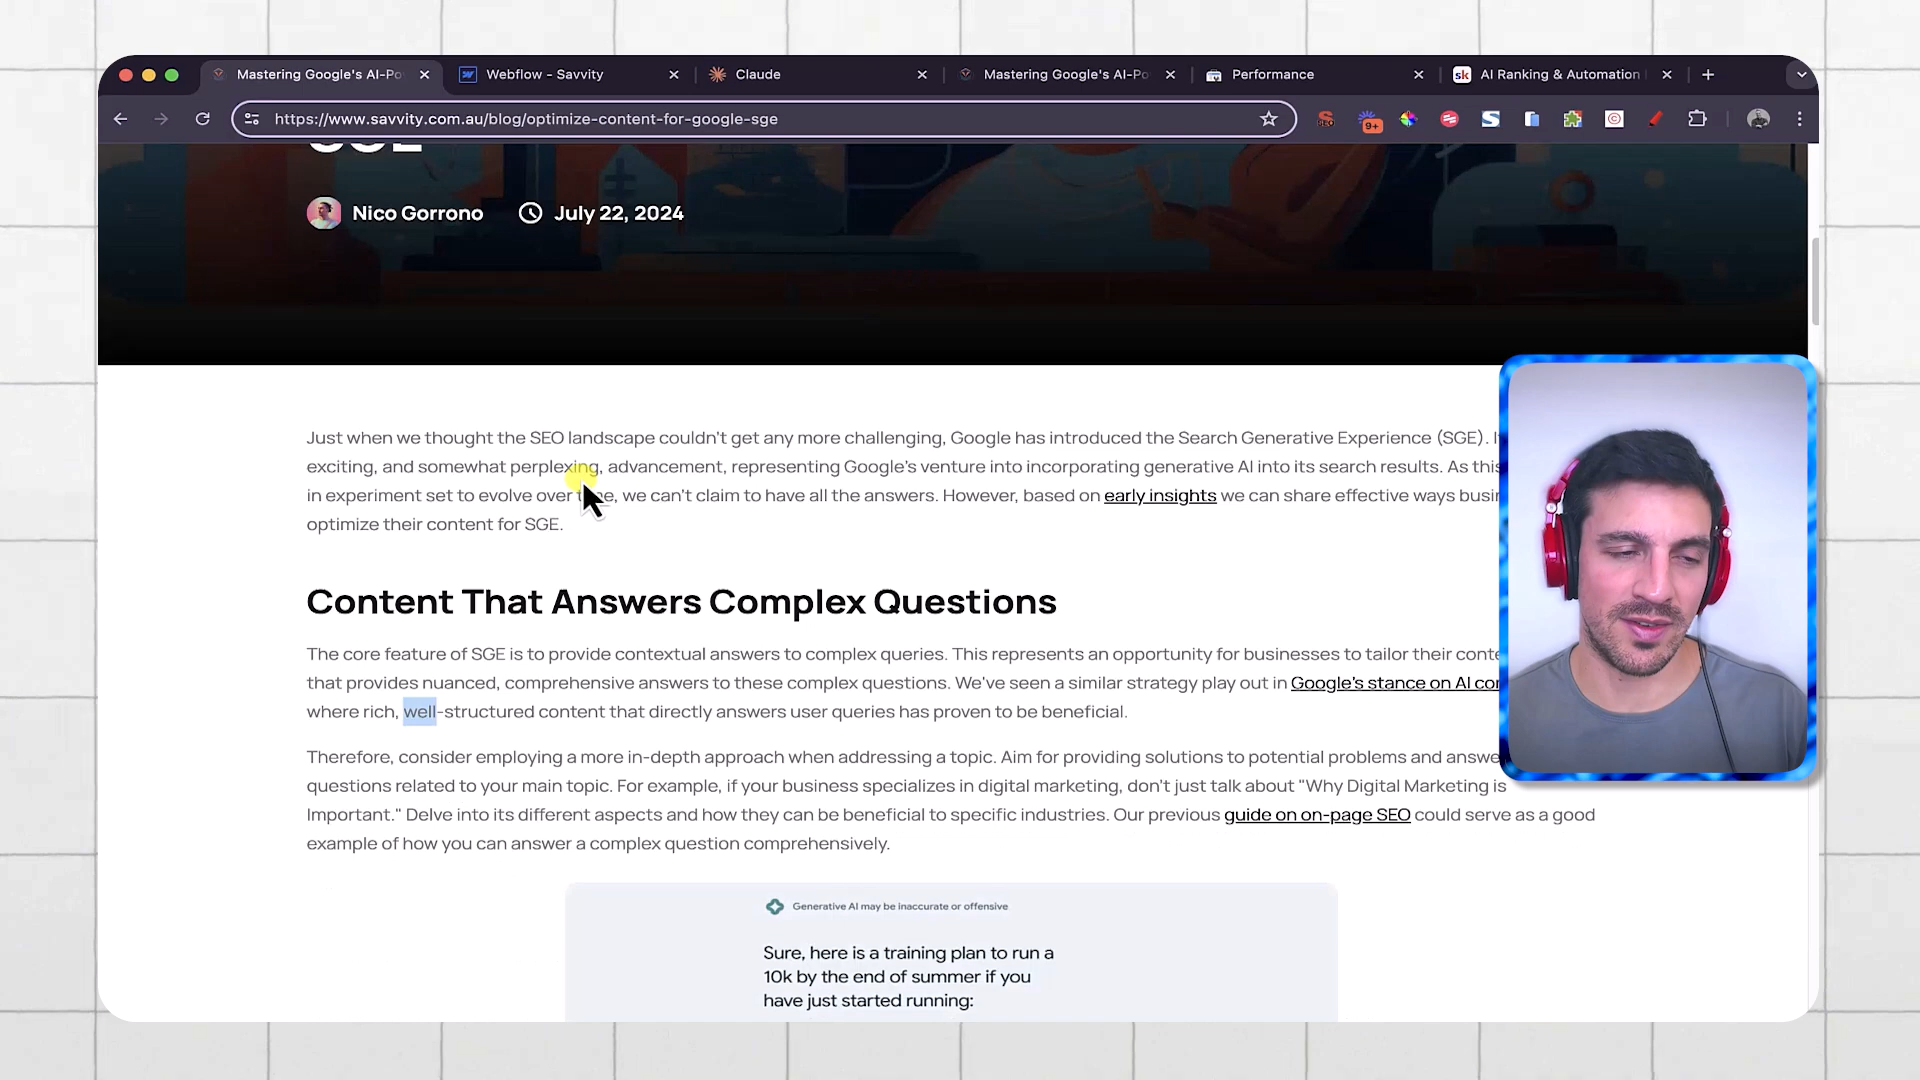 Mastering Google's AI-Po
Webflow - Savvity
Claude
Mastering Google's AI-Po
Performance
sk AI Ranking & Automation
https://www.savvity.com.au/blog/optimize-content-for-google-sge
9+
Nico Gorrono
July 22, 2024
Just when we thought the SEO landscape couldn't get any more challenging, Google has introduced the Search Generative Experience (SGE).
exciting, and somewhat perplexing, advancement, representing Google's venture into incorporating generative AI into its search results. As this
in experiment set to evolve over time, we can't claim to have all the answers. However, based on early insights we can share effective ways busin
optimize their content for SGE.
Content That Answers Complex Questions
The core feature of SGE is to provide contextual answers to complex queries. This represents an opportunity for businesses to tailor their conte
that provides nuanced, comprehensive answers to these complex questions. We've seen a similar strategy play out in Google's stance on AI con
where rich, well-structured content that directly answers user queries has proven to be beneficial.
Therefore, consider employing a more in-depth approach when addressing a topic. Aim for providing solutions to potential problems and answe
questions related to your main topic. For example, if your business specializes in digital marketing, don't just talk about "Why Digital Marketing is
Important." Delve into its different aspects and how they can be beneficial to specific industries. Our previous guide on on-page SEO could serve as a good
example of how you can answer a complex question comprehensively.
Generative AI may be inaccurate or offensive
Sure, here is a training plan to run a
10k by the end of summer if you
have just started running: